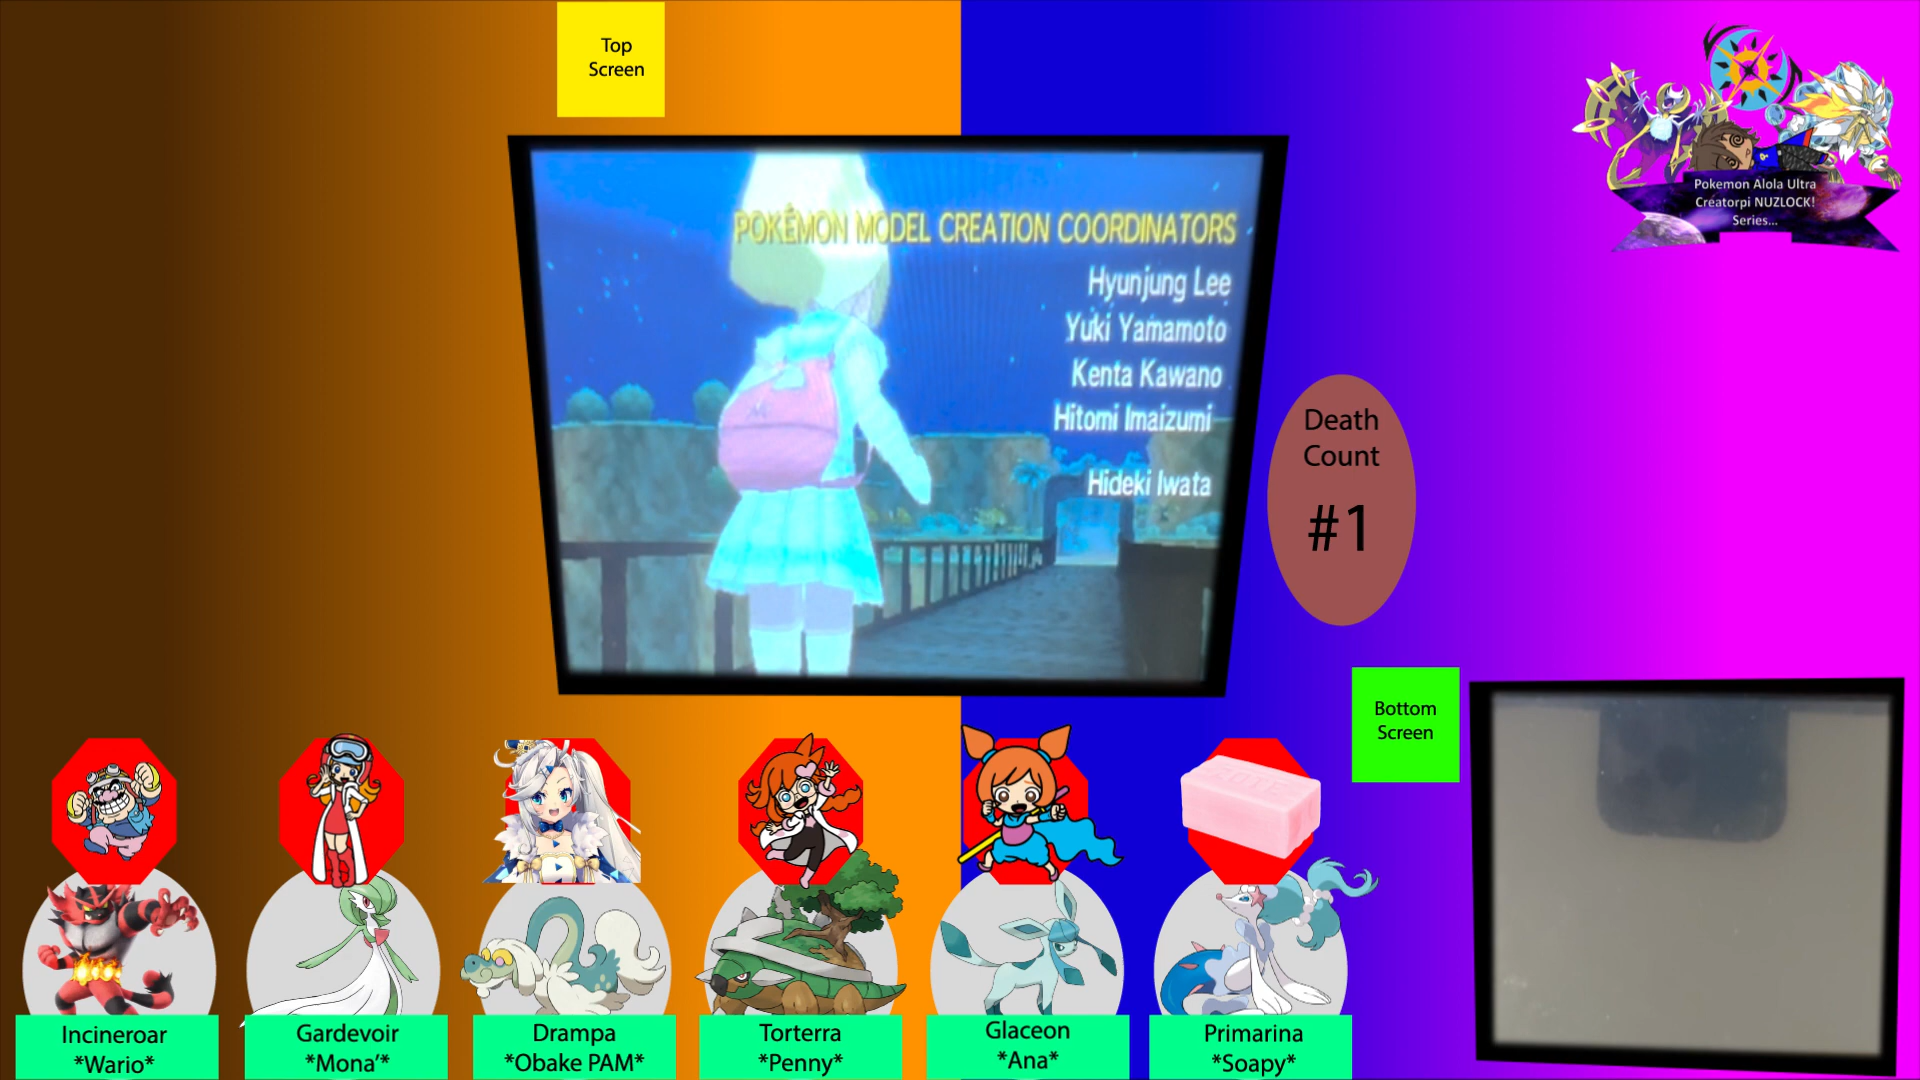 Top
Screen
POKÉMON MODEL CREATION COORDINATORS
Hyunjung Lee
Yuki Yamamoto
Kenta Kawano
Hitomi Imaizumi
Hideki Iwata
Pokemon Alola Ultra
Creatorpi NUZLOCK!
Series...
Death
Count
#1
Bottom
Screen
Incineroar
*Wario*
Gardevoir
*Mona'*
Drampa
*Obake PAM*
Torterra
*Penny*
Glaceon
*Ana*
Primarina
*Soapy*